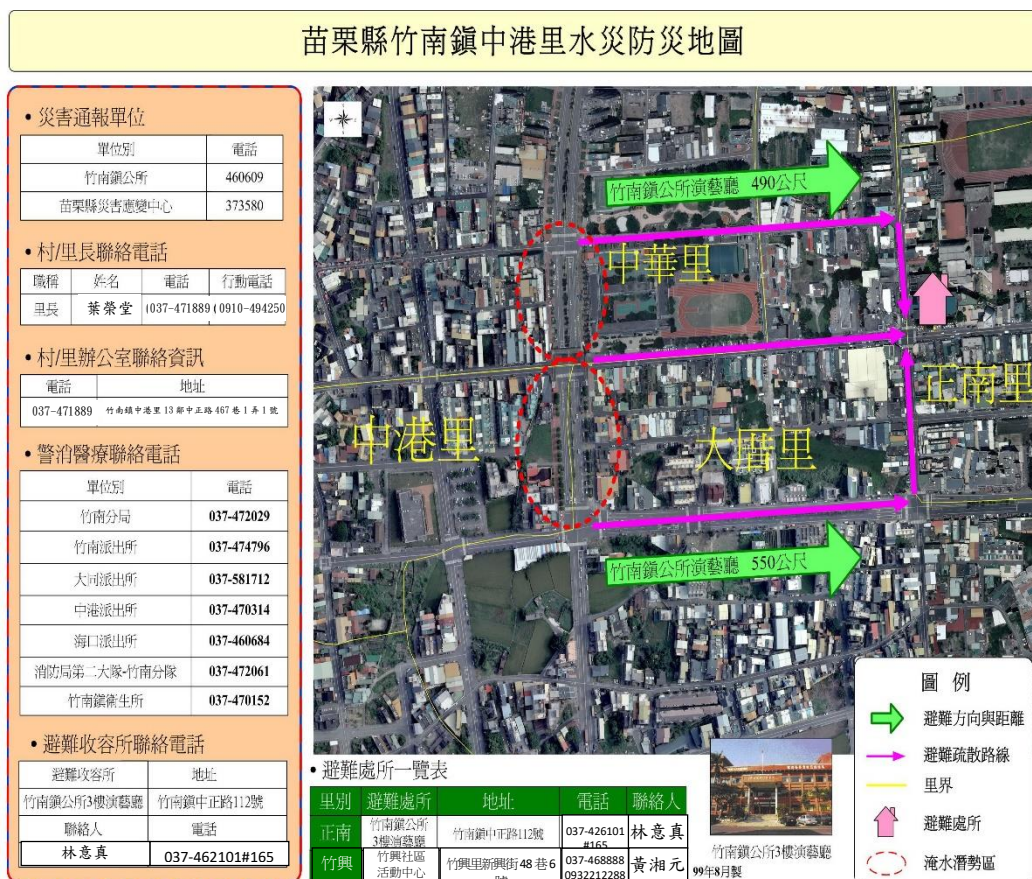 苗栗縣竹南鎮中港里水災防災地圖
• 災害通報單位
單位別 電話
竹南鎮公所 460609
苗栗縣災害應變中心 373580
• 村/里長聯絡電話
職稱 姓名 電話 行動電話
里長 葉榮堂 (037-471889 (0910-494250
• 村/里辦公室聯絡資訊
電話 地址
037-471889 竹南鎮中港里13鄰中正路467巷1弄1號
• 警消醫療聯絡電話
單位別 電話
竹南分局 037-472029
竹南派出所 037-474796
大同派出所 037-581712
中港派出所 037-470314
海口派出所 037-460684
消防局第二大隊-竹南分隊 037-472061
竹南鎮衛生所 037-470152
• 避難收容所聯絡電話
避難收容所 地址
竹南鎮公所3樓演藝廳 竹南鎮中正路112號
聯絡人 電話
林意真 037-462101#165
竹南鎮公所演藝廳 490公尺
中華里
正南里
中港里
大厝里
竹南鎮公所演藝廳 550公尺
圖 例
避難方向與距離
避難疏散路線
里界
避難處所
淹水潛勢區
• 避難處所一覽表
里別 避難處所 地址 電話 聯絡人
正南 竹南鎮公所3樓演藝廳 竹南鎮中正路112號 037-426101#165 林意真
竹興 竹興社區活動中心 竹興里新興街48巷6 037-468888 0932212288 黃湘元
竹南鎮公所3樓演藝廳
99年8月製